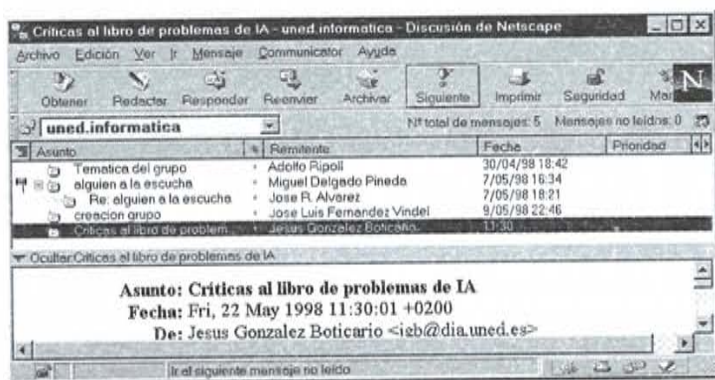 Críticas al libro de problemas de IA - uned.informatica - Discusión de Netscape
Archivo Edición Ver Ir Mensaje Communicator Ayuda
Obtener Redactar Responder Reenviar Archivar Siguiente Imprimir Seguridad Mar N
uned.informatica Nº total de mensajes: 5 Mensajes no leídos: 0
Asunto Remitente Fecha Prioridad
Tematica del grupo Adolfo Ripoll 30/04/98 18:42
alguien a la escucha Miguel Delgado Pineda 7/05/98 16:34
Re: alguien a la escucha Jose R. Alvarez 7/05/98 18:21
creacion grupo Jose Luis Fernandez Vindel 9/05/98 22:46
Criticas al libro de problem... Jesus Gonzalez Boticario 11:30
Ocultar: Criticas al libro de problemas de IA
Asunto: Criticas al libro de problemas de IA
Fecha: Fri, 22 May 1998 11:30:01 +0200
De: Jesus Gonzalez Boticario <jgb@dia.uned.es>
Ir al siguiente mensaje no leído